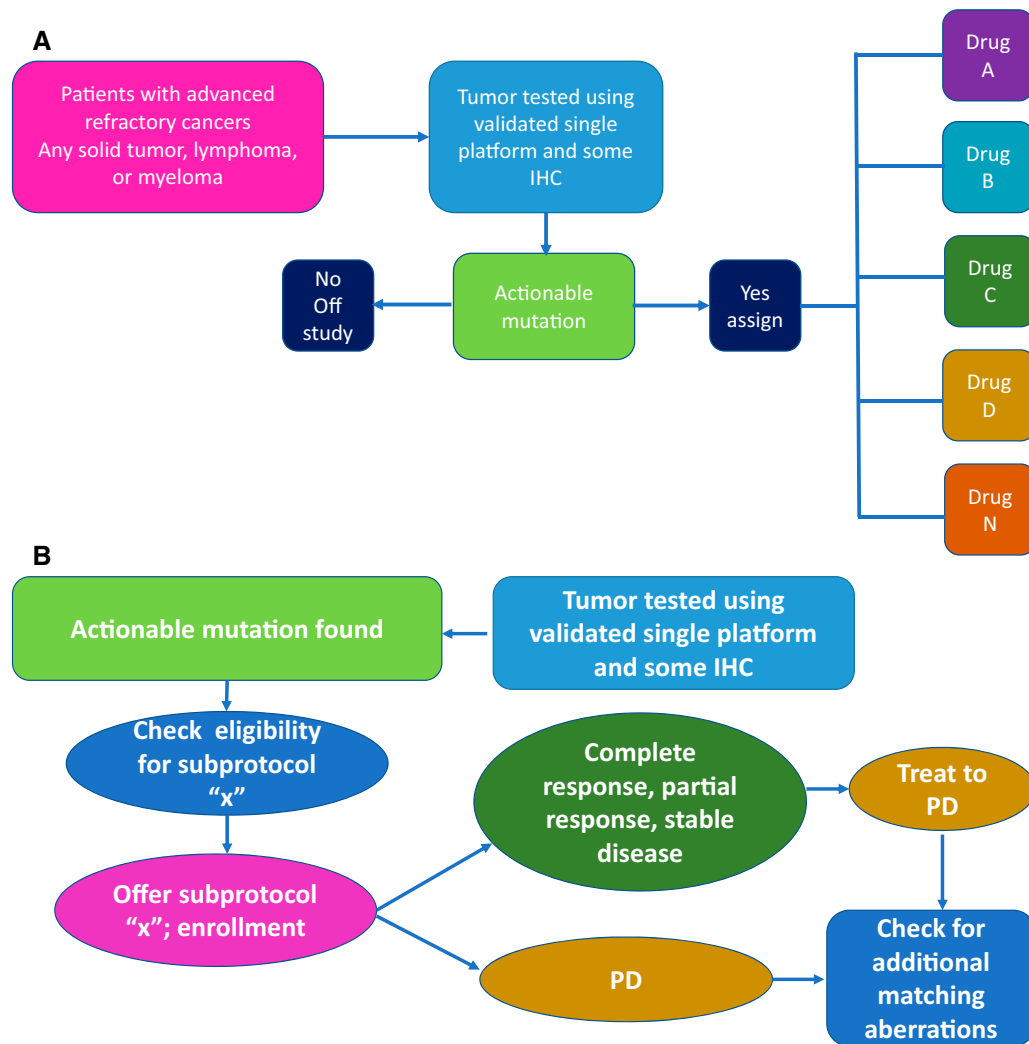 A
Patients with advanced
refractory cancers
Any solid tumor, lymphoma,
or myeloma
Tumor tested using
validated single
platform and some
IHC
No
Off
study
Actionable
mutation
Yes
assign
Drug
A
Drug
B
Drug
C
Drug
D
Drug
N
B
Actionable mutation found
Tumor tested using
validated single platform
and some IHC
Check eligibility
for subprotocol
“x”
Complete
response, partial
response, stable
disease
Treat to
PD
Offer subprotocol
“x”; enrollment
PD
Check for
additional
matching
aberrations